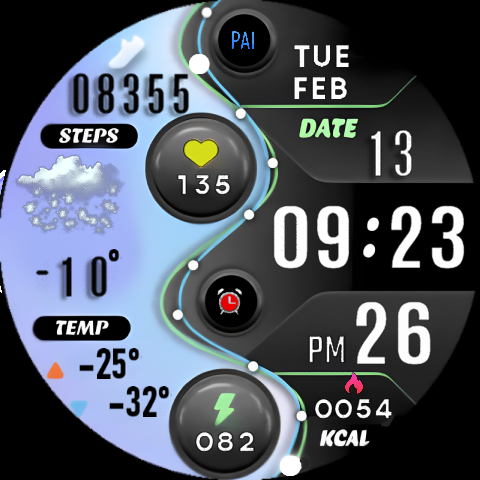 PAI
TUE
FEB
08355
STEPS
DATE
13
135
09:23
-10°
TEMP
PM 26
-25°
-32°
0054
KCAL
082